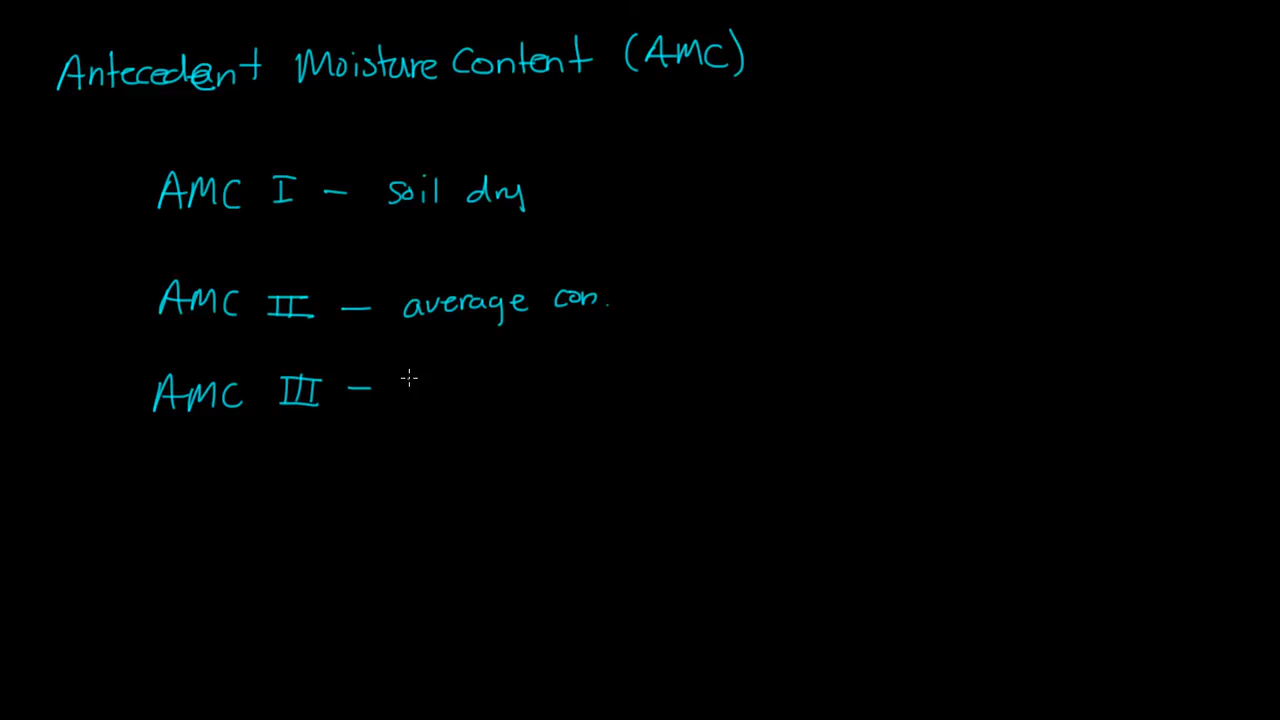 Antecedent Moisture Content (AMC)
AMC I - soil dry
AMC II - average con.
AMC III -